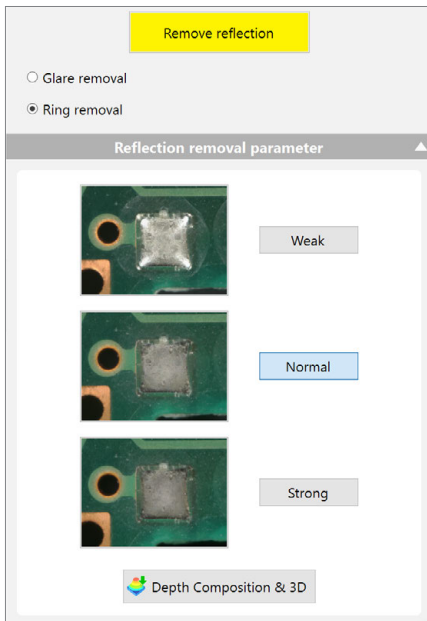 Remove reflection
Glare removal
Ring removal
Reflection removal parameter
Weak
Normal
Strong
Depth Composition & 3D